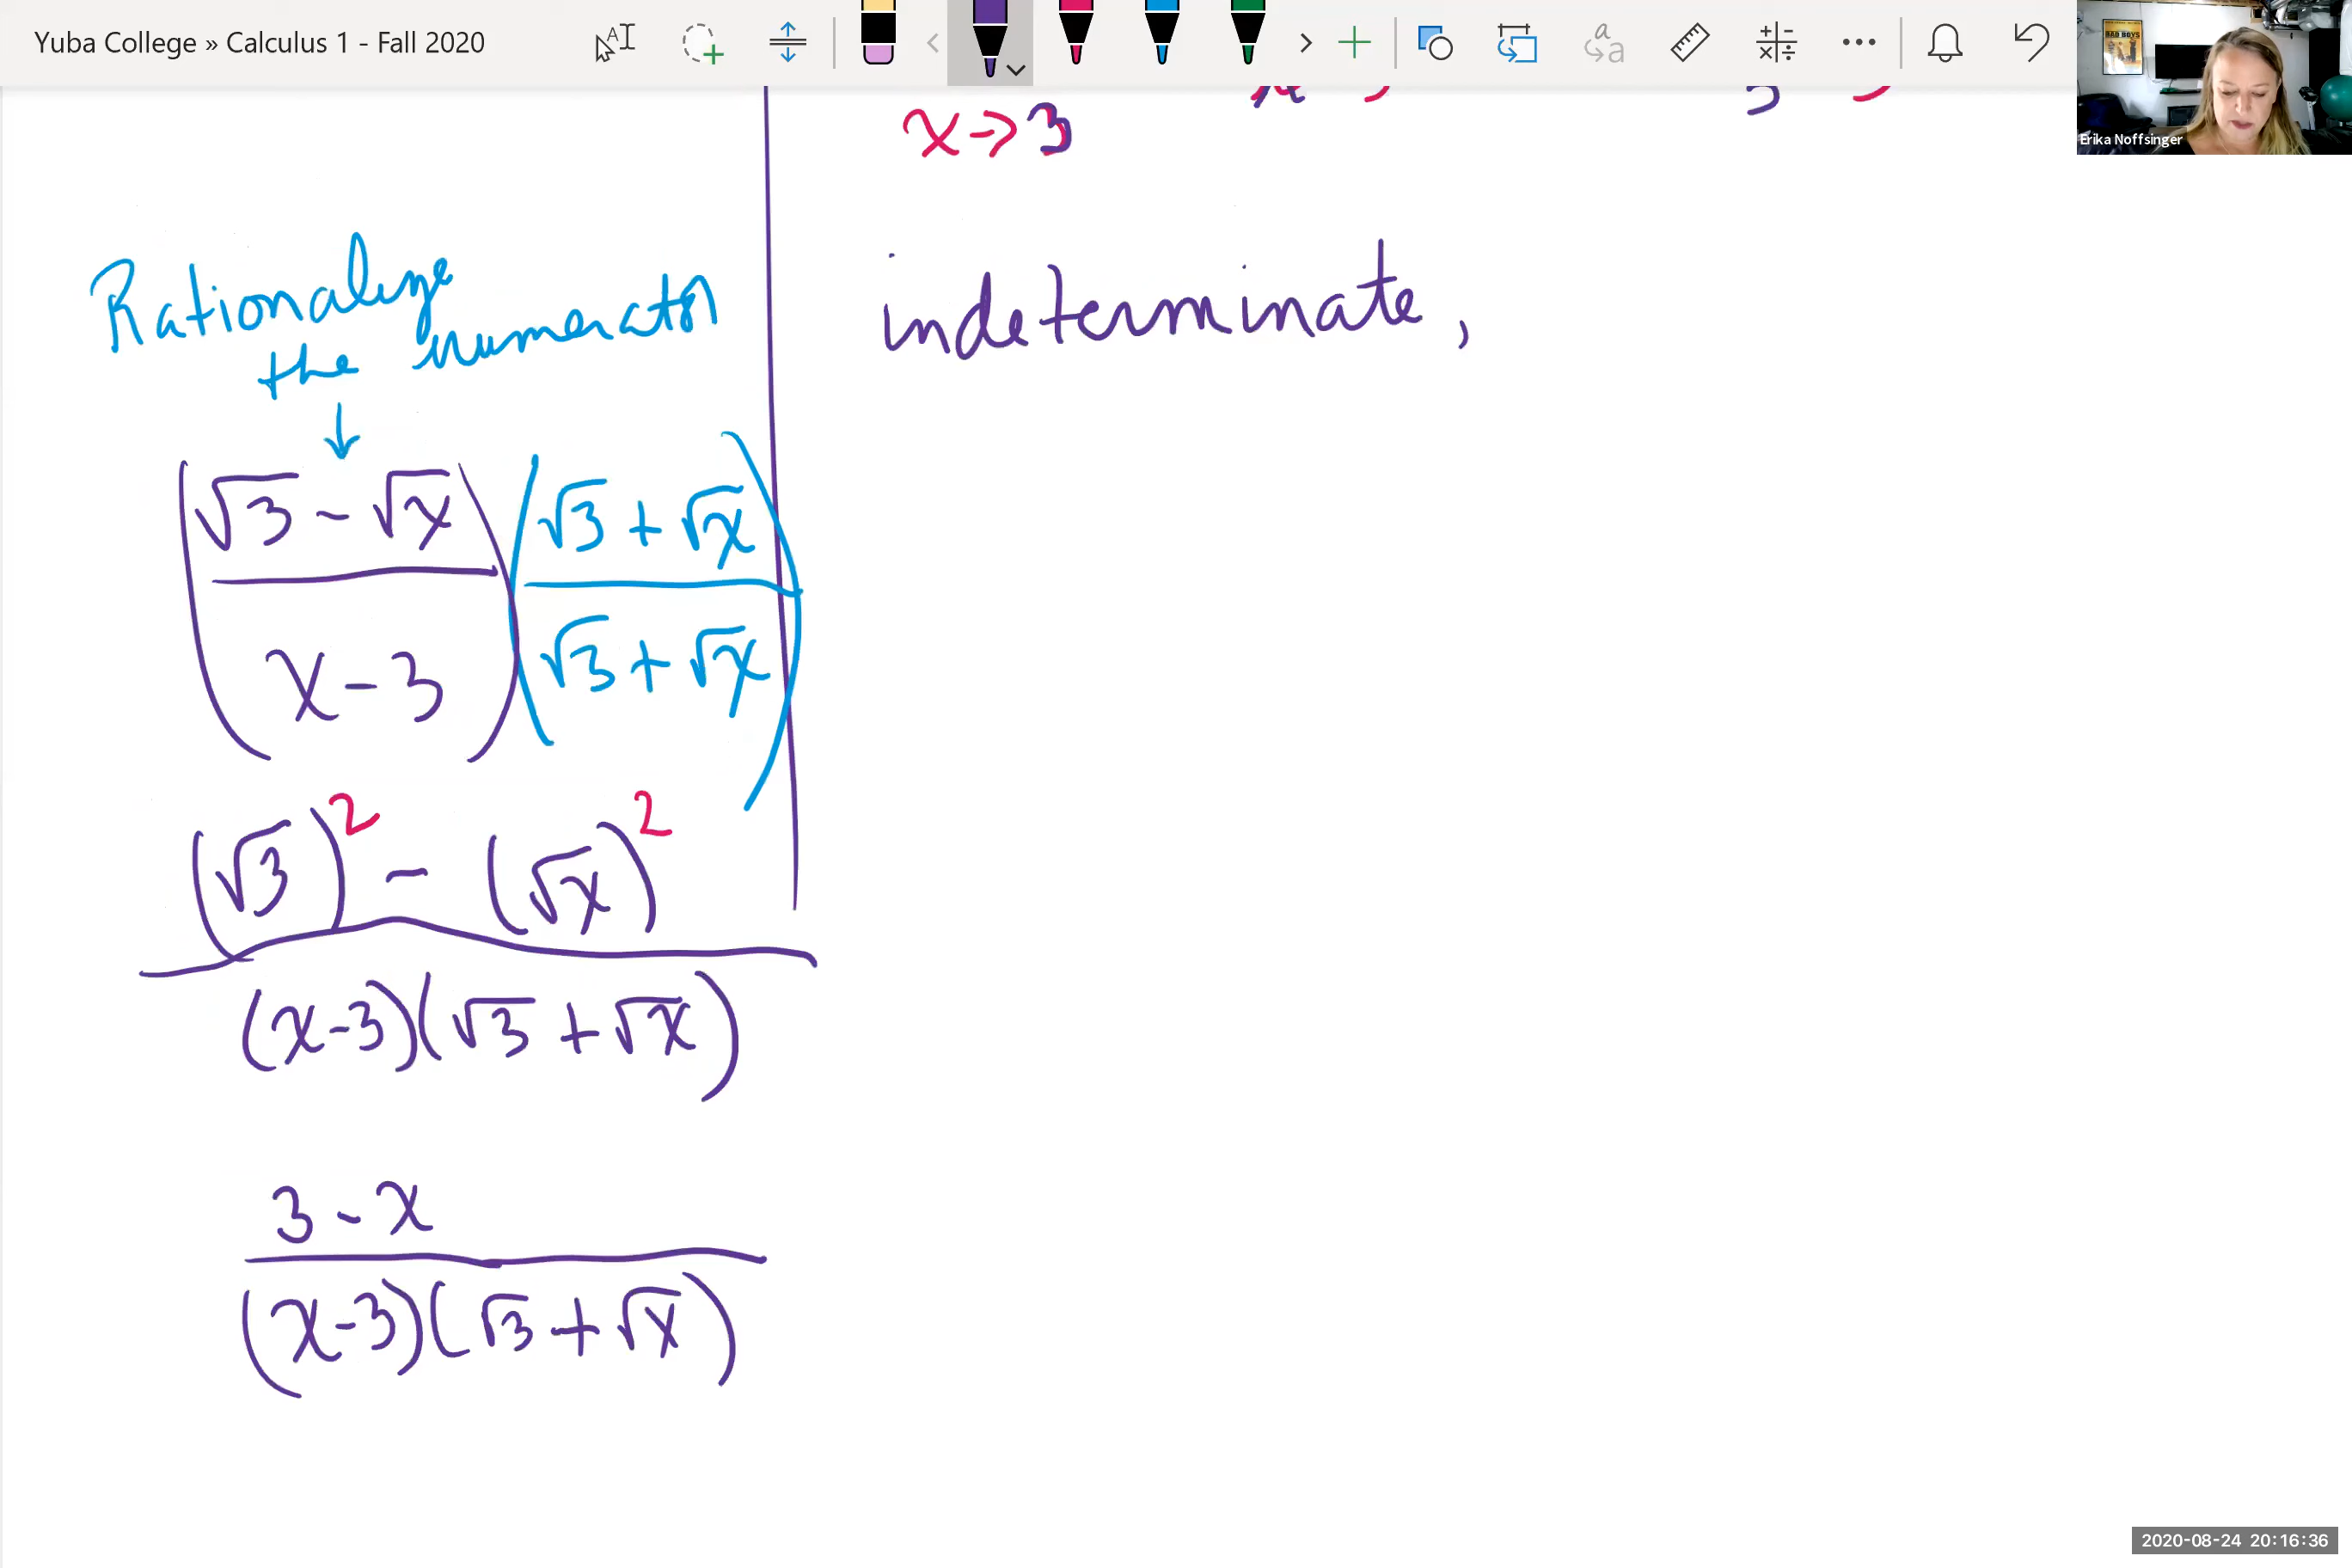 Yuba College » Calculus 1 - Fall 2020
Erika Noffsinger
x→3
Rationalize
the numerator
indeterminate,
(√3 - √x)(√3 + √x)
(x - 3)(√3 + √x)
(√3)² - (√x)²
(x-3)(√3 + √x)
3 - x
(x-3)(√3 + √x)
2020-08-24 20:16:36